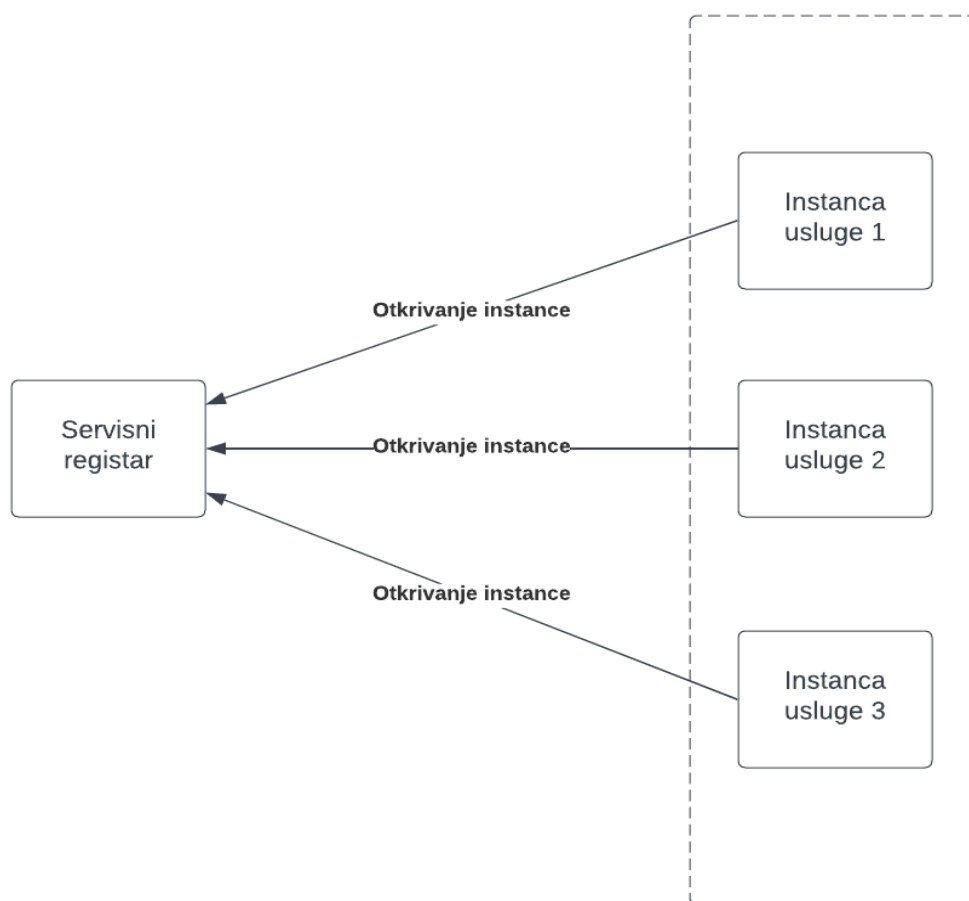 Instanca
usluge 1
Otkrivanje instance
Servisni
registar
Otkrivanje instance
Instanca
usluge 2
Otkrivanje instance
Instanca
usluge 3